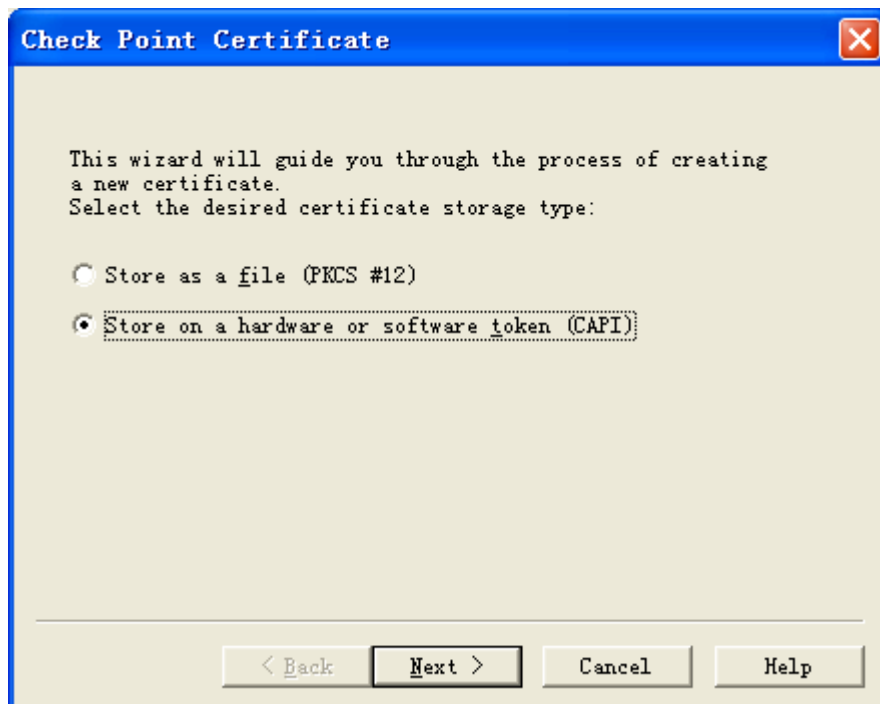 Check Point Certificate
This wizard will guide you through the process of creating
a new certificate.
Select the desired certificate storage type:
Store as a file (PKCS #12)
Store on a hardware or software token (CAPI)
< Back
Next >
Cancel
Help